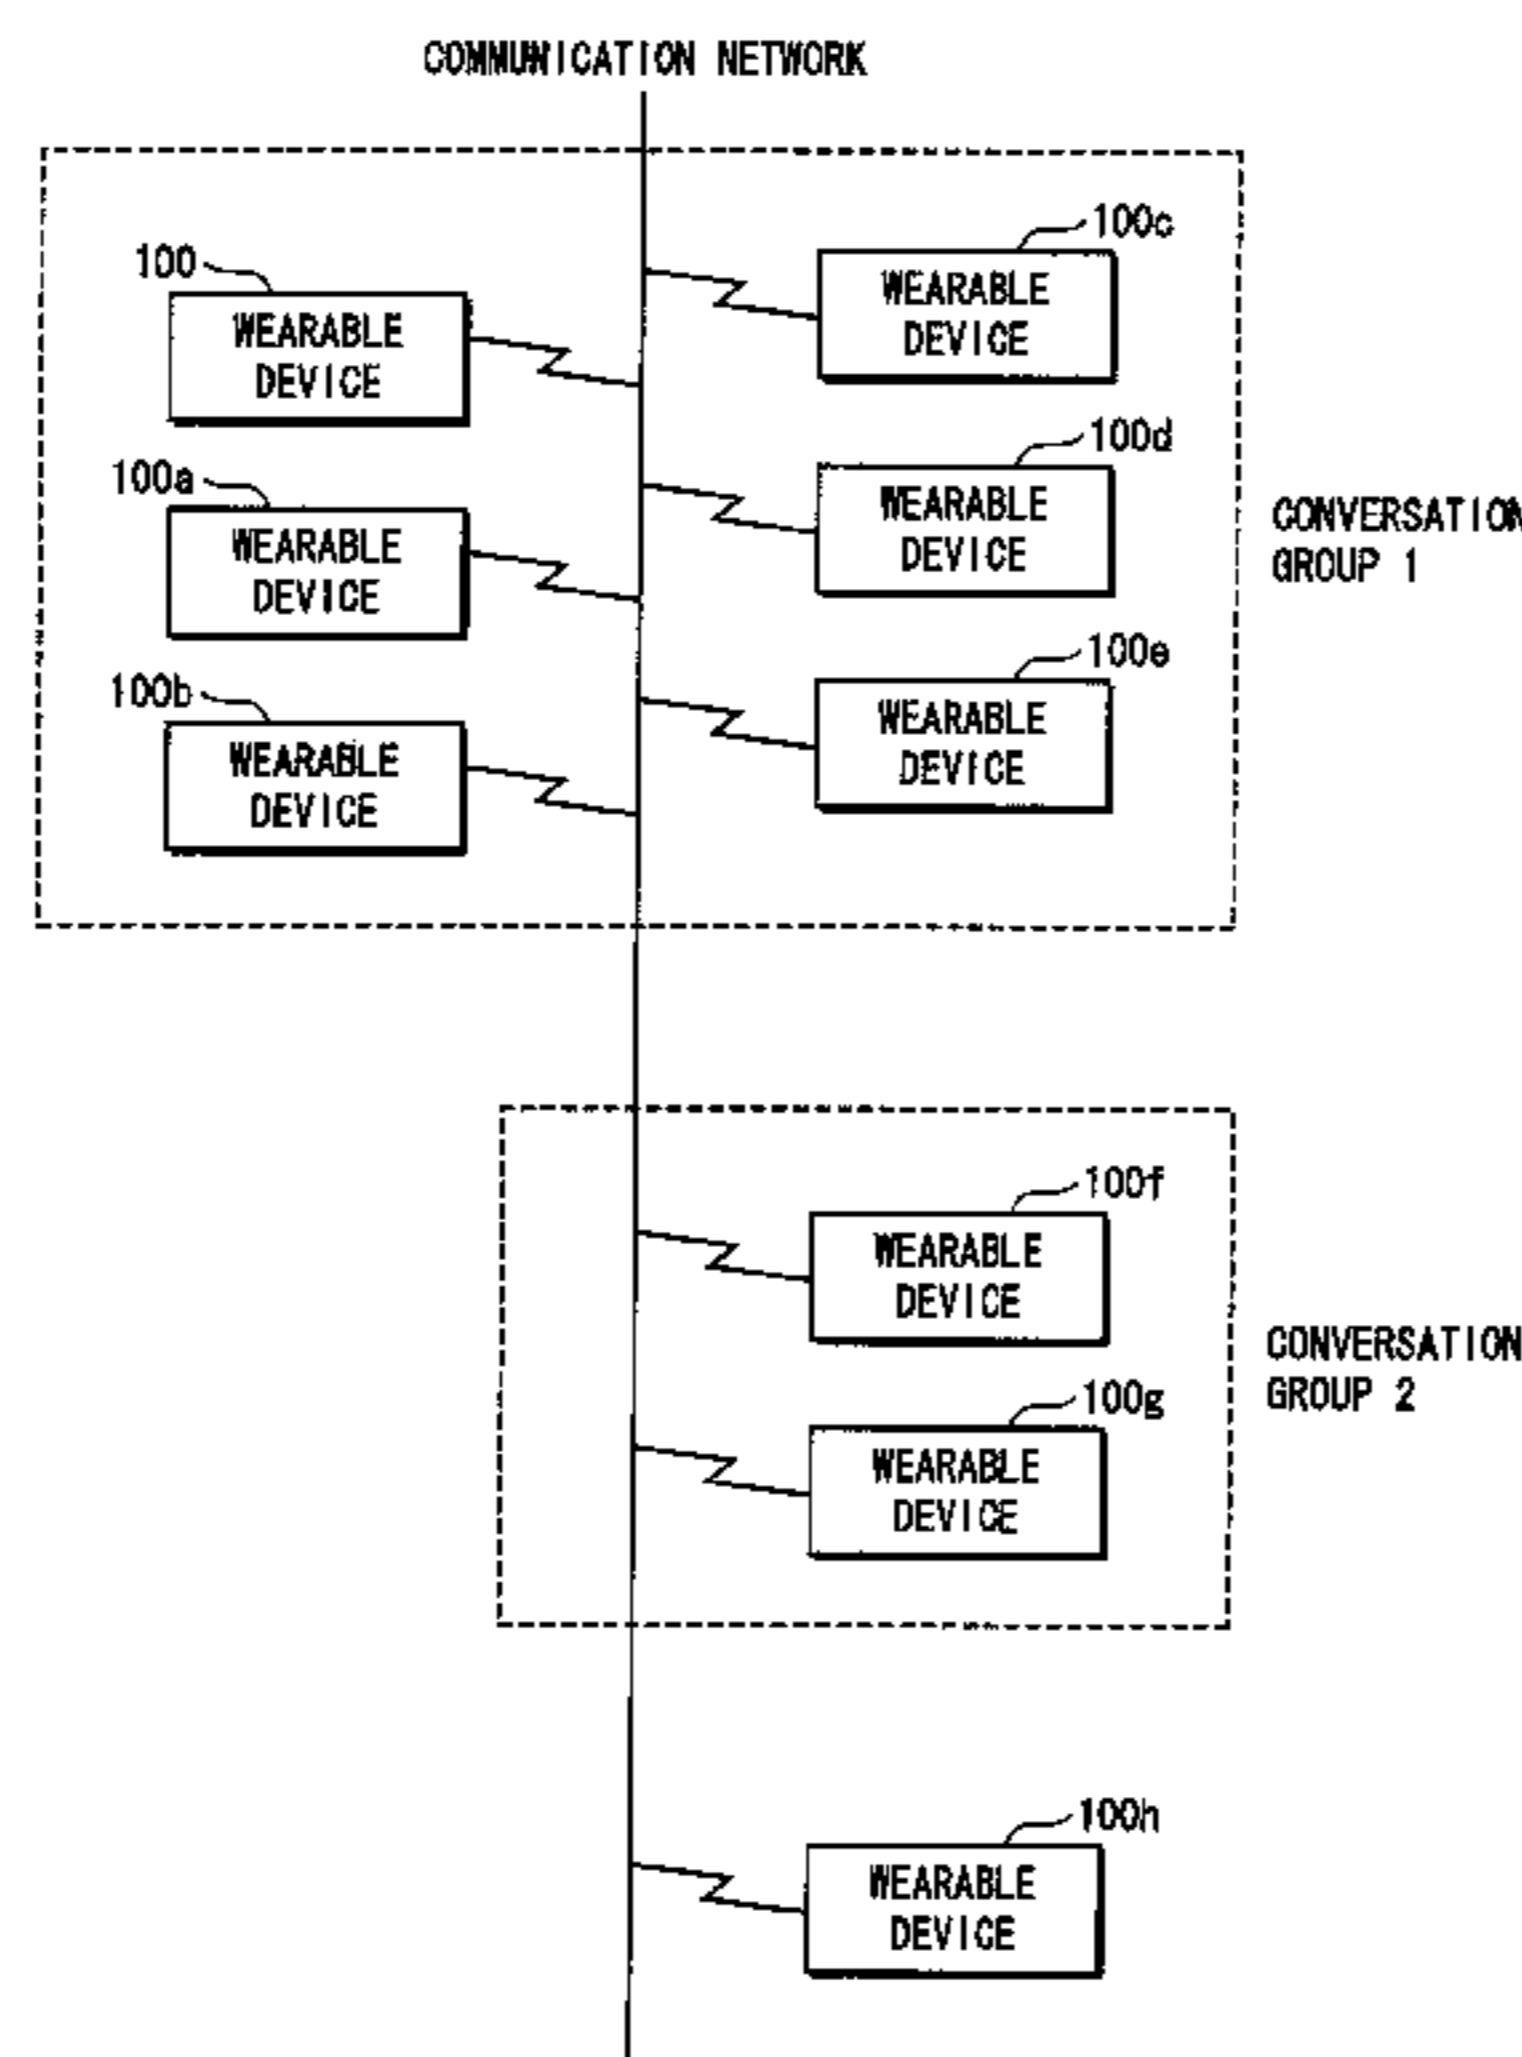 COMMUNICATION NETWORK
100
WEARABLE
DEVICE
100a
WEARABLE
DEVICE
100b
WEARABLE
DEVICE
100c
WEARABLE
DEVICE
100d
WEARABLE
DEVICE
100e
WEARABLE
DEVICE
CONVERSATION
GROUP 1
100f
WEARABLE
DEVICE
100g
WEARABLE
DEVICE
CONVERSATION
GROUP 2
100h
WEARABLE
DEVICE